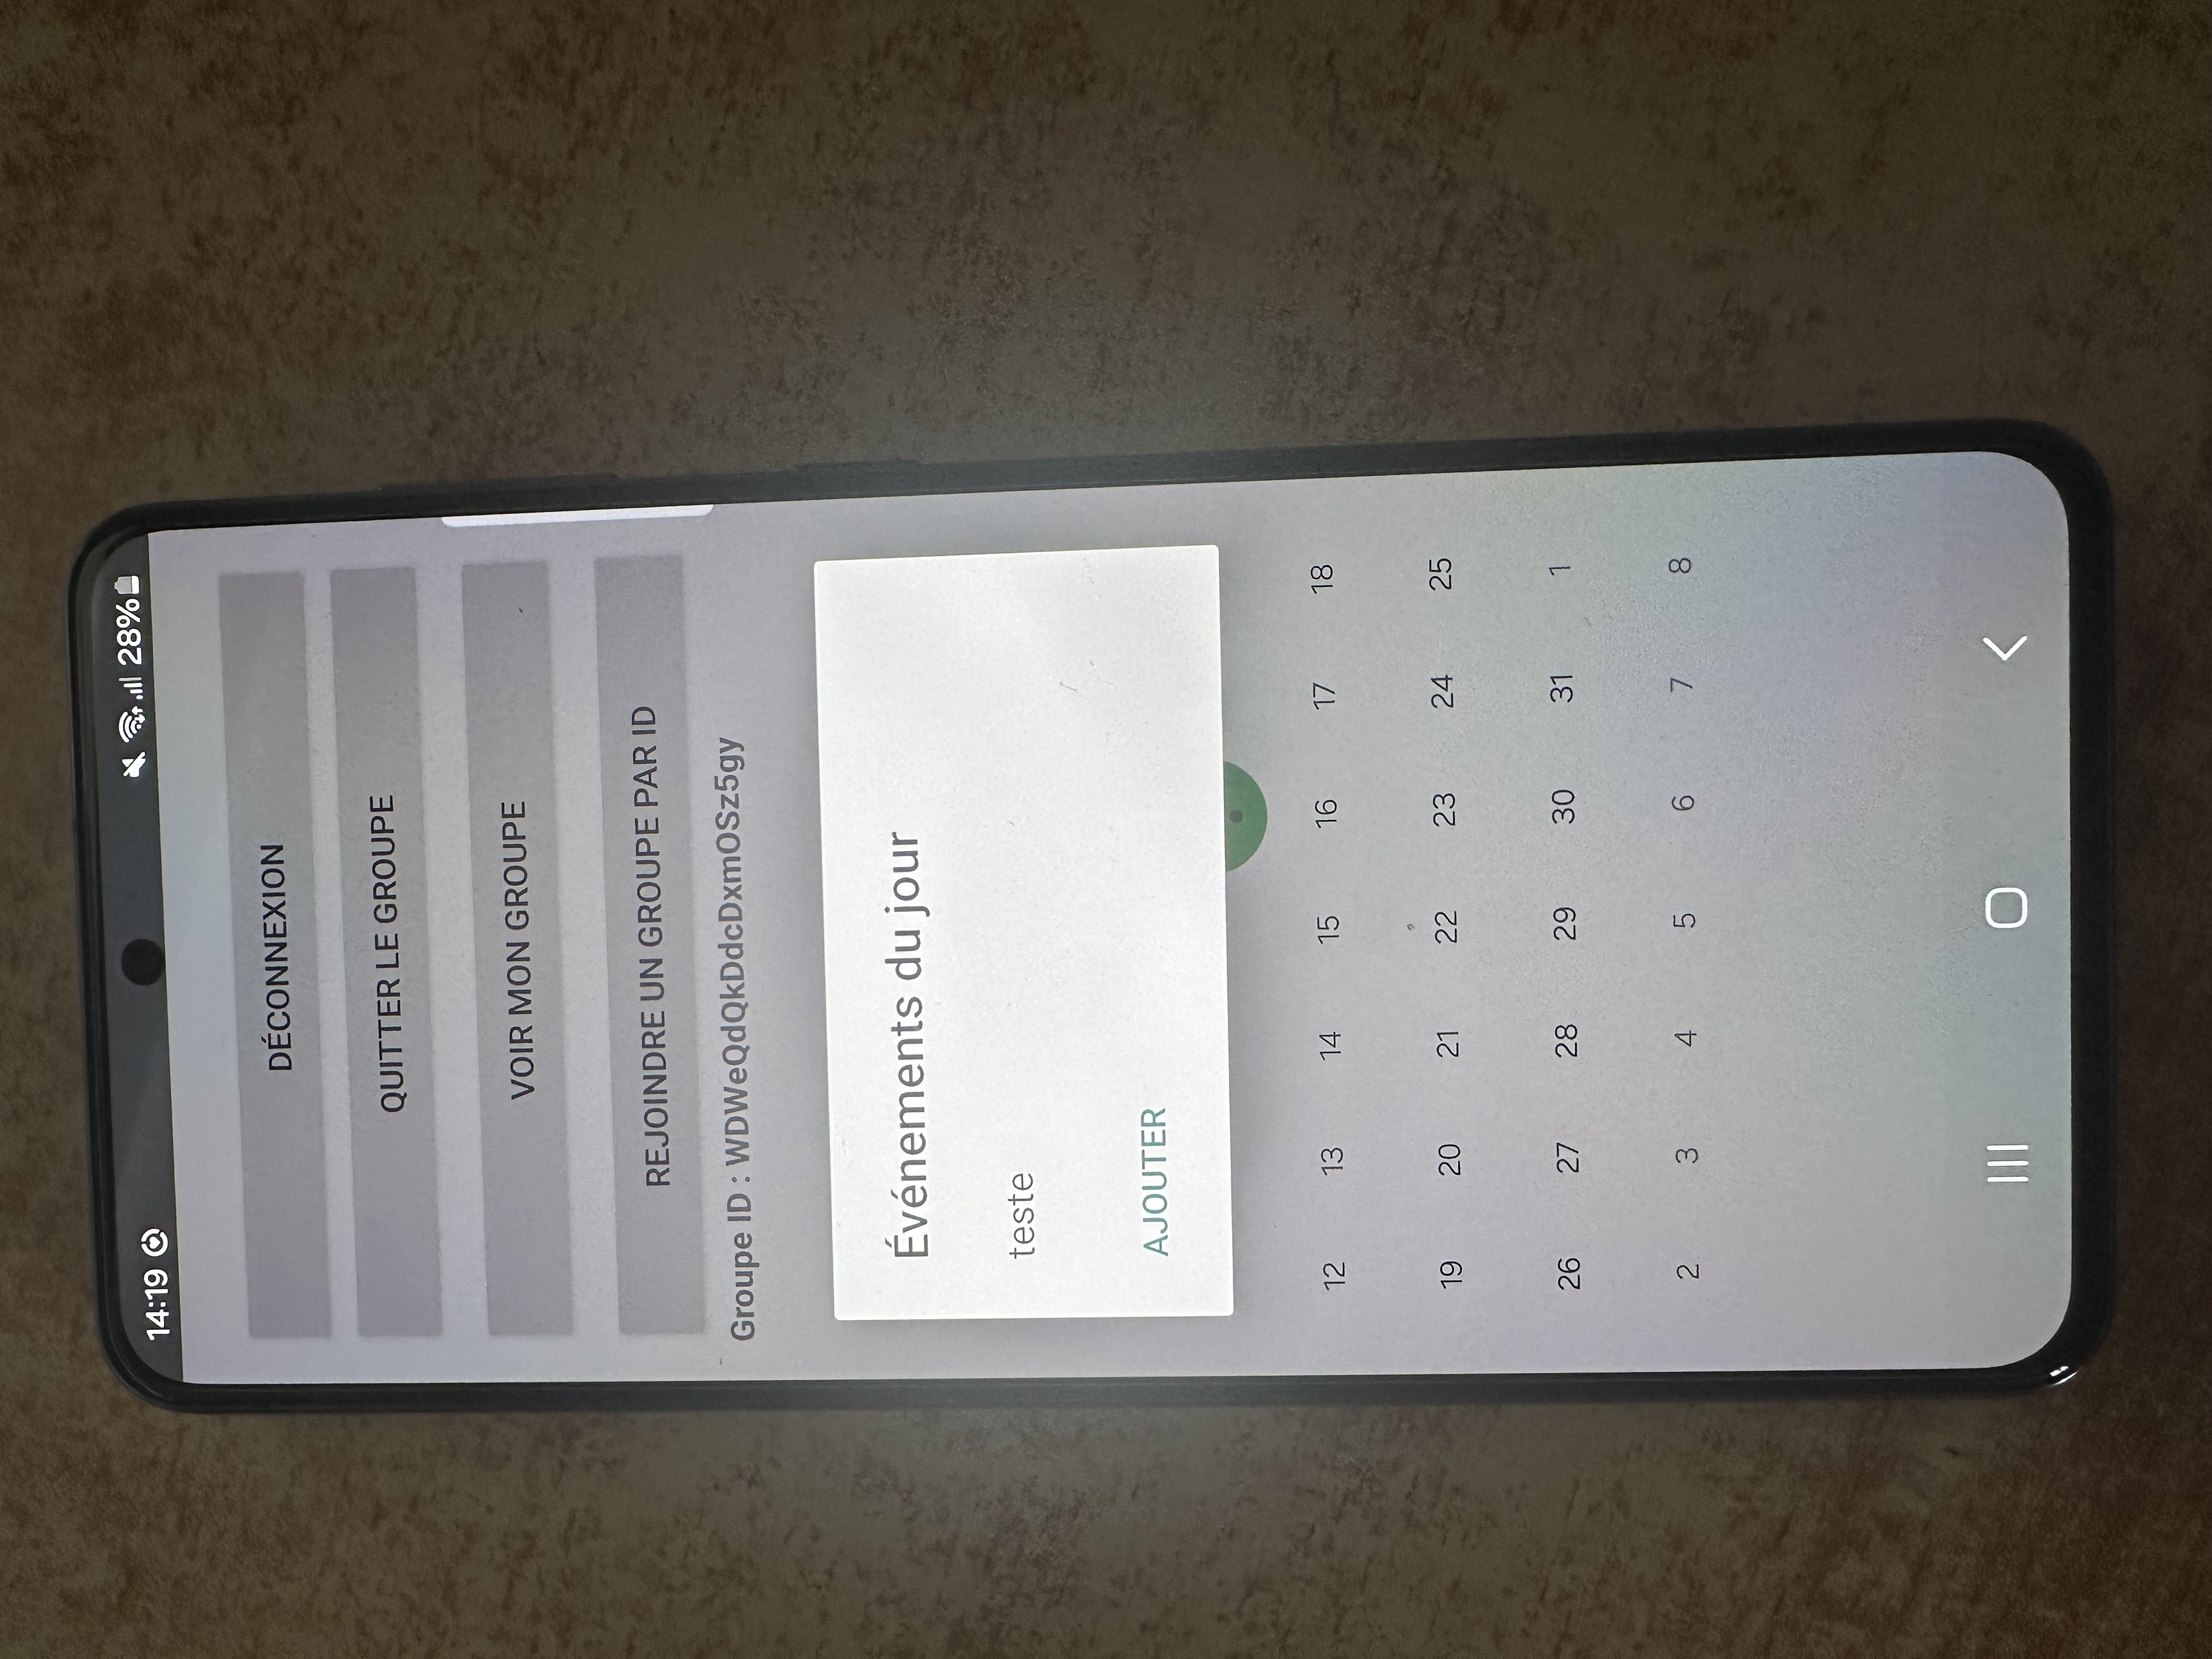 14:19 28%
DÉCONNEXION
QUITTER LE GROUPE
VOIR MON GROUPE
REJOINDRE UN GROUPE PAR ID
Groupe ID : WDWeQdQkDdcDxmOSz5gy
Événements du jour
teste
AJOUTER
12 13 14 15 16 17 18
19 20 21 22 23 24 25
26 27 28 29 30 31 1
2 3 4 5 6 7 8